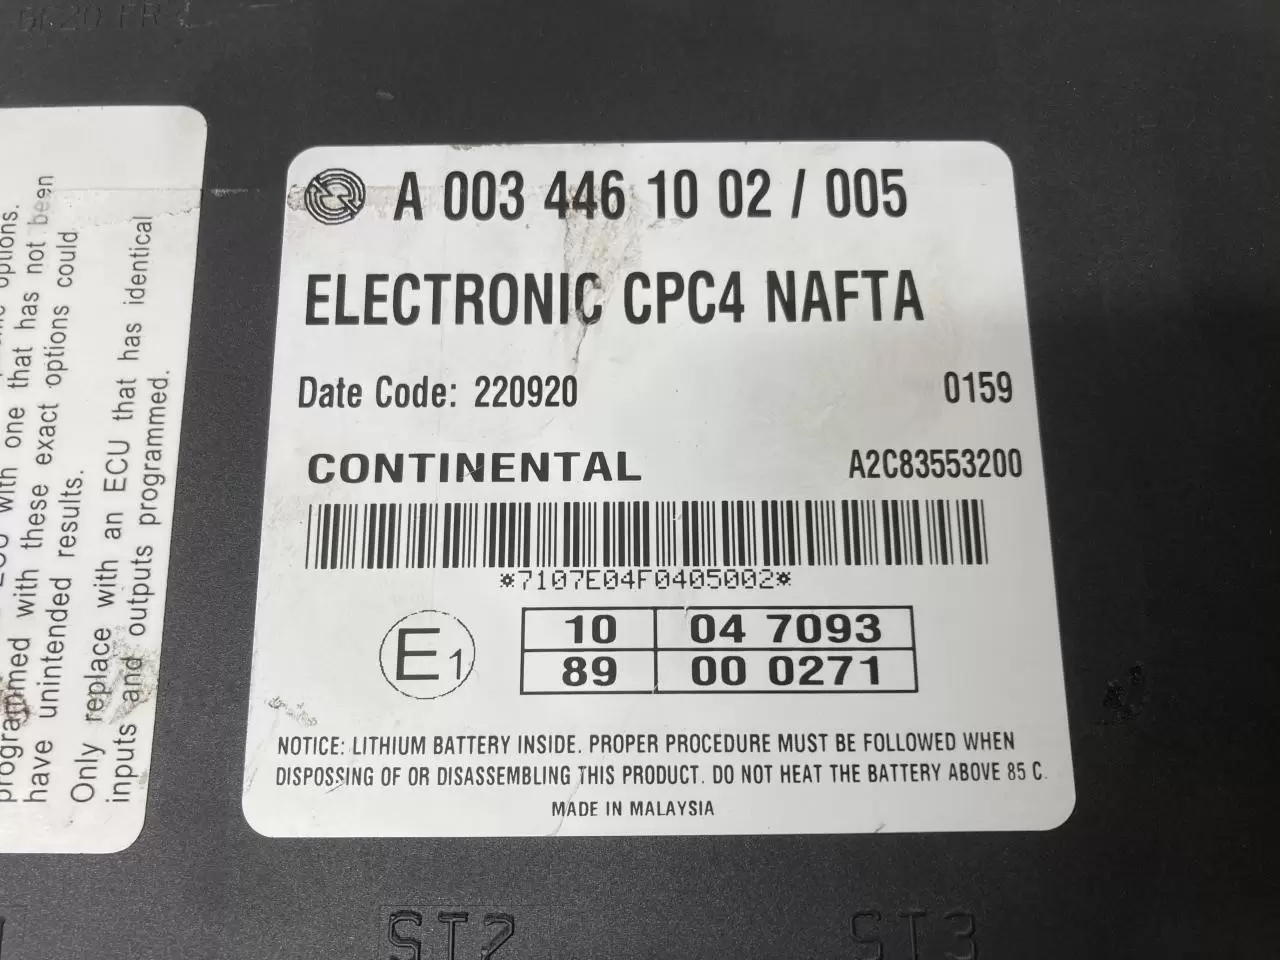 A 003 446 10 02 / 005
ELECTRONIC CPC4 NAFTA
Date Code: 220920 0159
CONTINENTAL A2C83553200
*7107E04F0405002*
E1
10 04 7093
89 00 0271
NOTICE: LITHIUM BATTERY INSIDE. PROPER PROCEDURE MUST BE FOLLOWED WHEN
DISPOSSING OF OR DISASSEMBLING THIS PRODUCT. DO NOT HEAT THE BATTERY ABOVE 85 C.
MADE IN MALAYSIA
options.
with one that has not been
programmed with these exact options could
have unintended results.
Only replace with an ECU that has identical
inputs and outputs programmed.
ST2
ST3